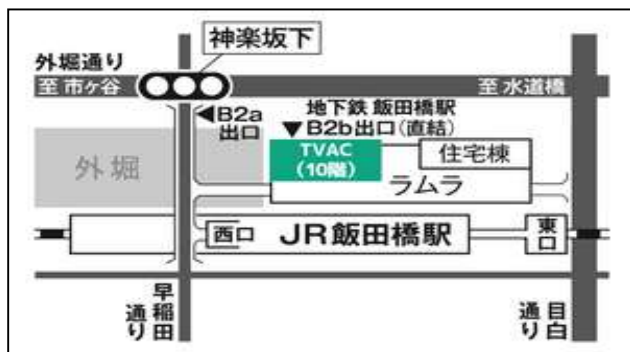 神楽坂下
外堀通り
至 市ヶ谷
至 水道橋
◀B2a
出口
地下鉄 飯田橋駅
▼B2b出口(直結)
TVAC
(10階)
住宅棟
ラムラ
外堀
西口
JR飯田橋駅
東口
早稲田通り
目白通り